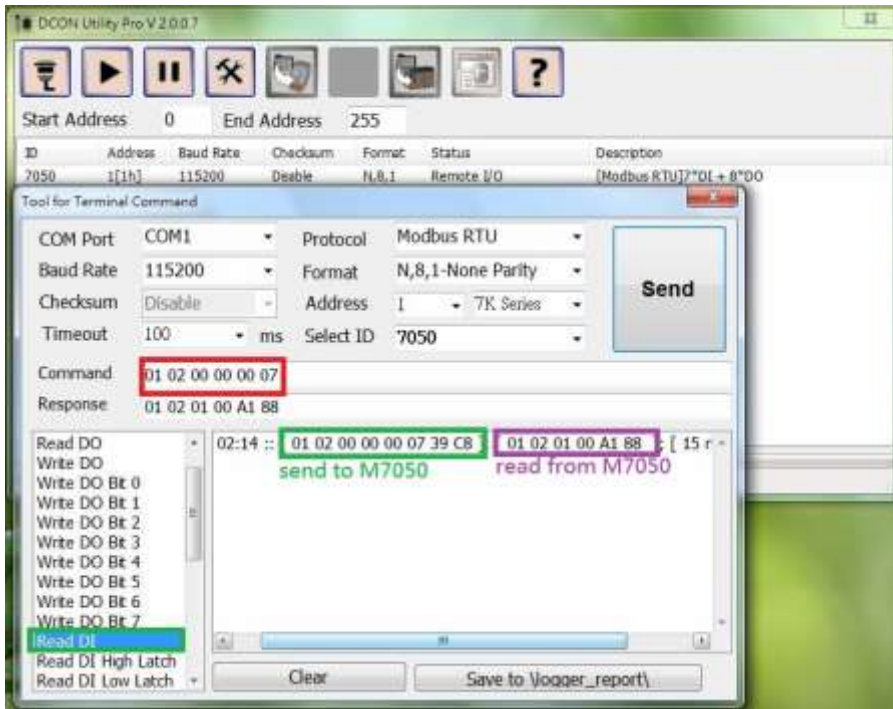 DCON Utility Pro V 2.0.0.7
?
Start Address 0 End Address 255
ID Address Baud Rate Checksum Format Status Description
7050 1[1h] 115200 Disable N,8,1 Remote I/O [Modbus RTU]7*DI + 8*DO
Tool for Terminal Command
COM Port COM1 Protocol Modbus RTU
Baud Rate 115200 Format N,8,1-None Parity
Send
Checksum Disable Address 1 7K Series
Timeout 100 ms Select ID 7050
Command 01 02 00 00 00 07
Response 01 02 01 00 A1 88
Read DO
02:14 :: 01 02 00 00 00 07 39 C8 01 02 01 00 A1 88 ; [ 15 r
Write DO
send to M7050 read from M7050
Write DO Bit 0
Write DO Bit 1
Write DO Bit 2
Write DO Bit 3
Write DO Bit 4
Write DO Bit 5
Write DO Bit 6
Write DO Bit 7
Read DI
Read DI High Latch
Read DI Low Latch
Clear Save to \logger_report\